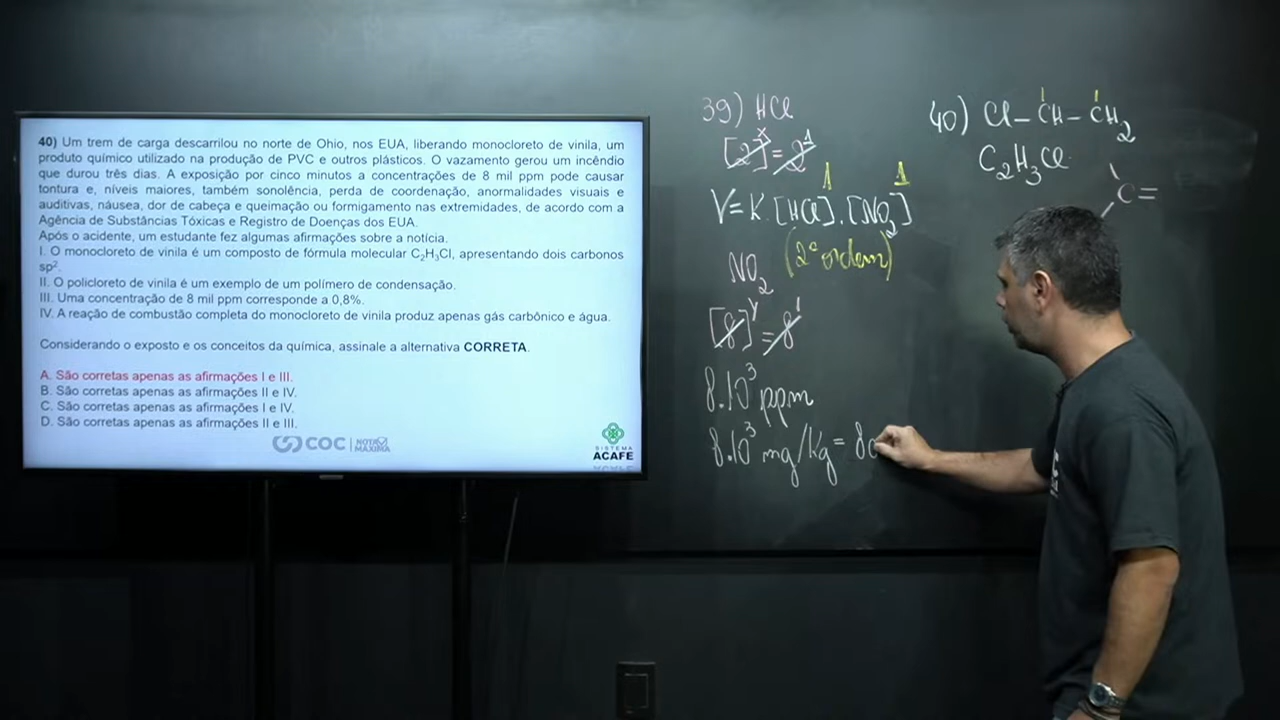 40) Um trem de carga descarrilou no norte de Ohio, nos EUA, liberando monocloreto de vinila, um
produto químico utilizado na produção de PVC e outros plásticos. O vazamento gerou um incêndio
que durou três dias. A exposição por cinco minutos a concentrações de 8 mil ppm pode causar
tontura e, níveis maiores, também sonolência, perda de coordenação, anormalidades visuais e
auditivas, náusea, dor de cabeça e queimação ou formigamento nas extremidades, de acordo com a
Agência de Substâncias Tóxicas e Registro de Doenças dos EUA.
Após o acidente, um estudante fez algumas afirmações sobre a notícia.
I. O monocloreto de vinila é um composto de fórmula molecular C₂H₃Cl, apresentando dois carbonos
sp².
II. O policloreto de vinila é um exemplo de um polímero de condensação.
III. Uma concentração de 8 mil ppm corresponde a 0,8%.
IV. A reação de combustão completa do monocloreto de vinila produz apenas gás carbônico e água.
Considerando o exposto e os conceitos da química, assinale a alternativa CORRETA.
A. São corretas apenas as afirmações I e III.
B. São corretas apenas as afirmações II e IV.
C. São corretas apenas as afirmações I e IV.
D. São corretas apenas as afirmações II e III.
COC NOTA MÁXIMA
SISTEMA
ACAFE
39) HCl
[2]ˣ = 2¹
1 1
V = K . [HCl] . [NO₂]
NO₂ (2ª ordem)
[8]ʸ = 8¹
8.10³ ppm
8.10³ mg/Kg = 80
40) Cl – CH – CH₂
C₂H₃Cl
C =